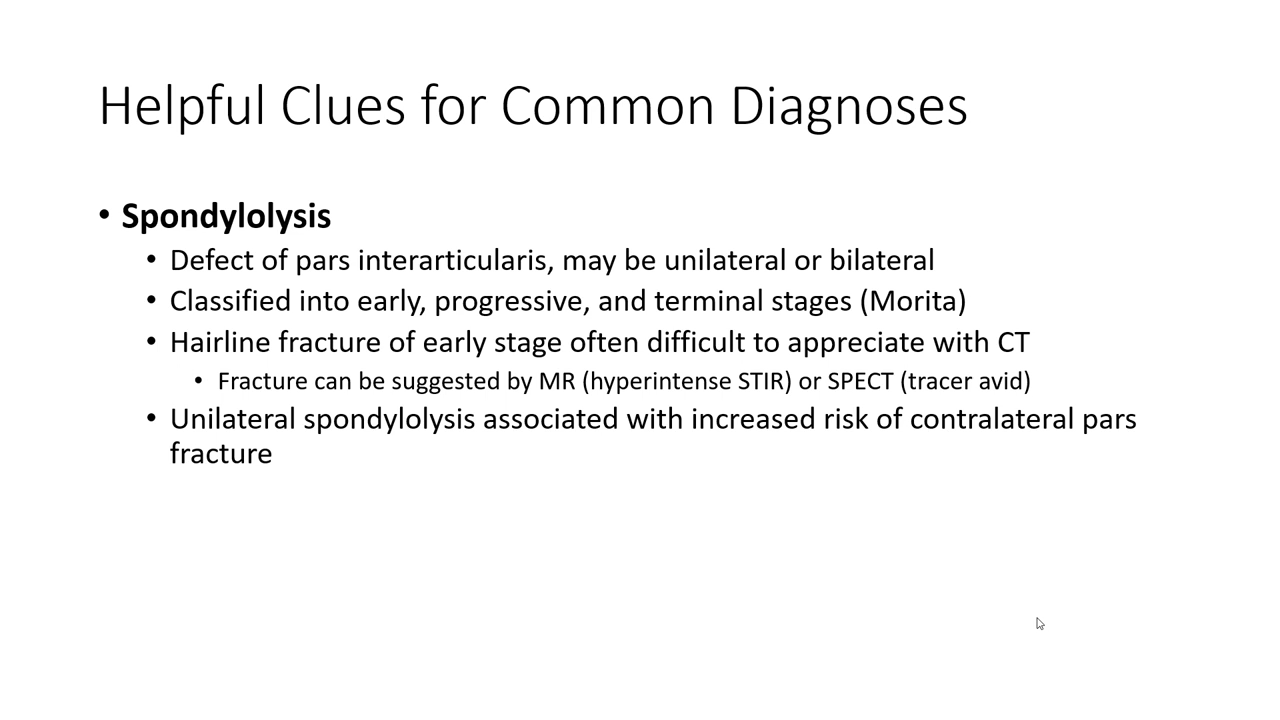 Helpful Clues for Common Diagnoses
• Spondylolysis
• Defect of pars interarticularis, may be unilateral or bilateral
• Classified into early, progressive, and terminal stages (Morita)
• Hairline fracture of early stage often difficult to appreciate with CT
• Fracture can be suggested by MR (hyperintense STIR) or SPECT (tracer avid)
• Unilateral spondylolysis associated with increased risk of contralateral pars
fracture